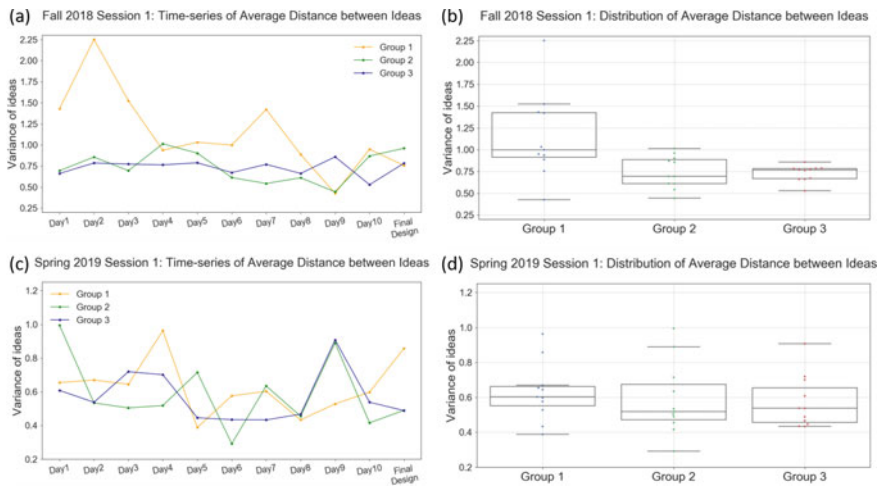 (a) Fall 2018 Session 1: Time-series of Average Distance between Ideas
Variance of ideas
2.25
2.00
1.75
1.50
1.25
1.00
0.75
0.50
0.25
Group 1
Group 2
Group 3
Day1 Day2 Day3 Day4 Day5 Day6 Day7 Day8 Day9 Day10 Final
Design
(b) Fall 2018 Session 1: Distribution of Average Distance between Ideas
Variance of ideas
2.25
2.00
1.75
1.50
1.25
1.00
0.75
0.50
0.25
Group 1 Group 2 Group 3
(c) Spring 2019 Session 1: Time-series of Average Distance between Ideas
Variance of ideas
1.2
1.0
0.8
0.6
0.4
0.2
Group 1
Group 2
Group 3
Day1 Day2 Day3 Day4 Day5 Day6 Day7 Day8 Day9 Day10 Final
Design
(d) Spring 2019 Session 1: Distribution of Average Distance between Ideas
Variance of ideas
1.2
1.0
0.8
0.6
0.4
0.2
Group 1 Group 2 Group 3